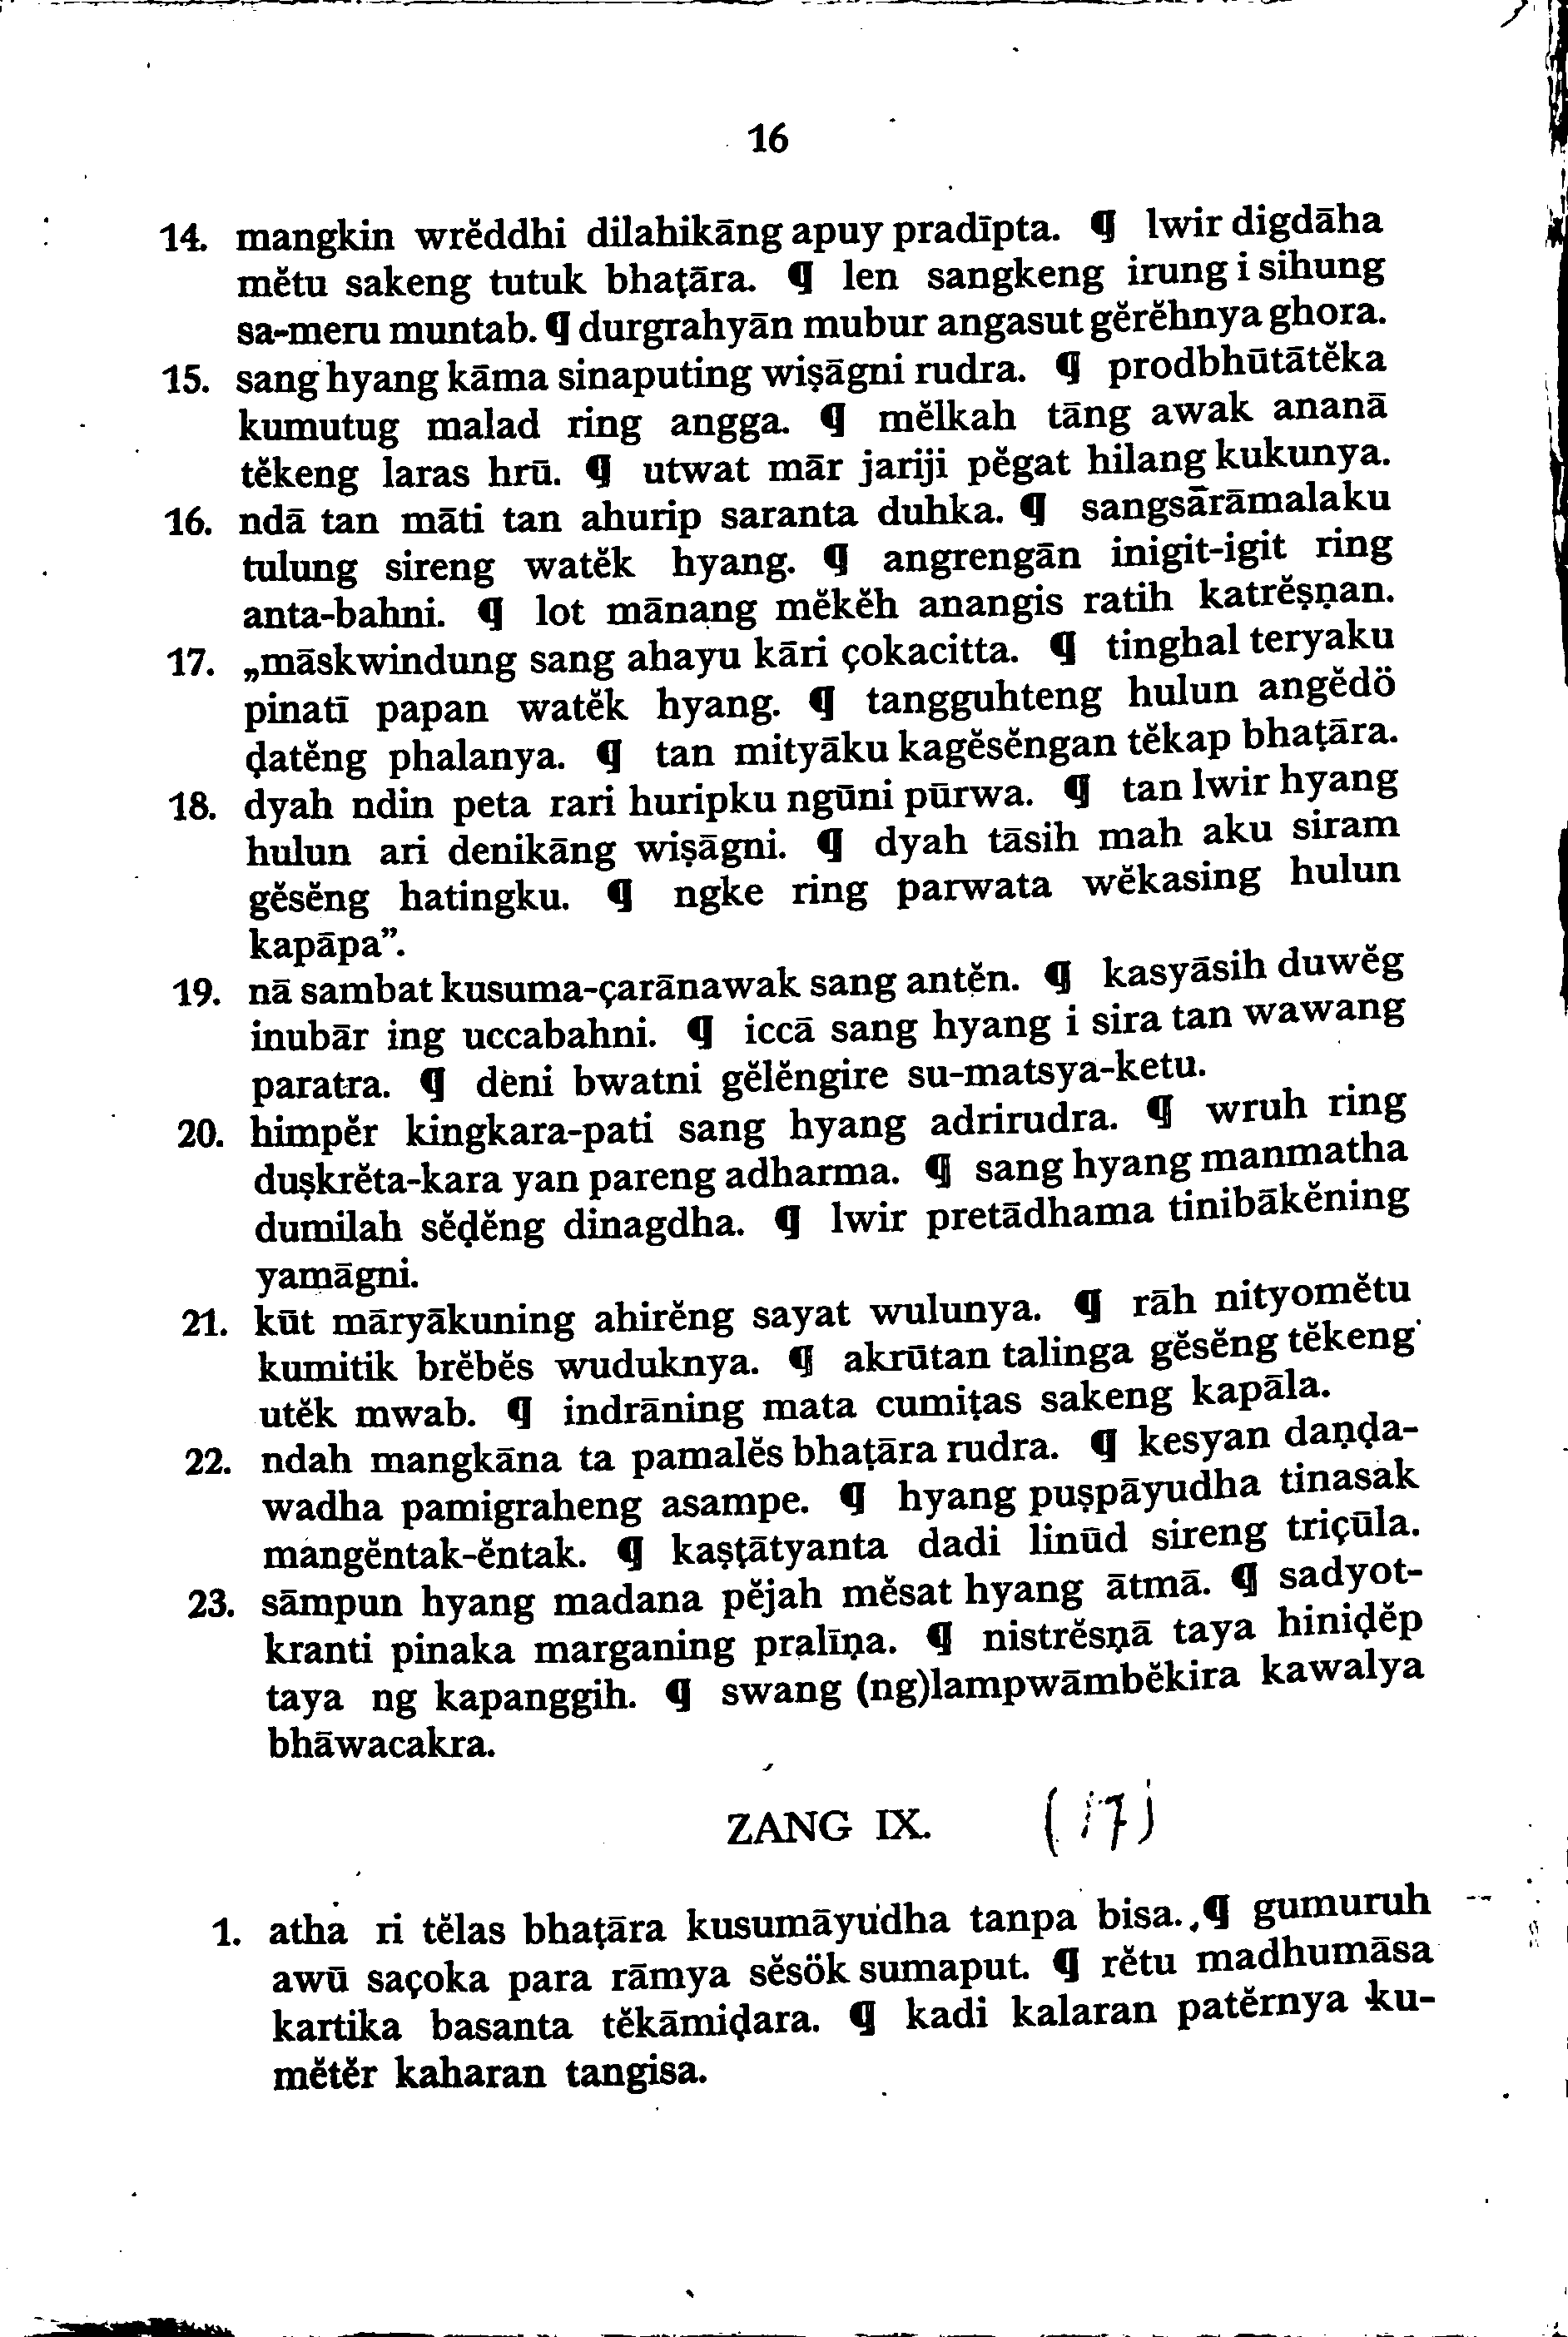 16
14. mangkin wrĕddhi dilahikāng apuy pradīpta. ¶ lwir digdāha
mĕtu sakeng tutuk bhaṭāra. ¶ len sangkeng irung i sihung
sa-meru muntab. ¶ durgrahyān mubur angasut gĕrĕhnya ghora.
15. sang hyang kāma sinaputing wiṣāgni rudra. ¶ prodbhūtātĕka
kumutug malad ring angga. ¶ mĕlkah tāng awak ananā
tĕkeng laras hrū. ¶ utwat mār jariji pĕgat hilang kukunya.
16. ndā tan māti tan ahurip saranta duhka. ¶ sangsārāmalaku
tulung sireng watĕk hyang. ¶ angrengān inigit-igit ring
anta-bahni. ¶ lot mānang mĕkĕh anangis ratih katrĕṣṇan.
17. „māskwindung sang ahayu kāri çokacitta. ¶ tinghal teryaku
pinatī papan watĕk hyang. ¶ tangguhteng hulun angĕdö
ḍatĕng phalanya. ¶ tan mityāku kagĕsĕngan tĕkap bhaṭāra.
18. dyah ndin peta rari huripku ngūni pūrwa. ¶ tan lwir hyang
hulun ari denikāng wiṣāgni. ¶ dyah tāsih mah aku siram
gĕsĕng hatingku. ¶ ngke ring parwata wĕkasing hulun
kapāpa”.
19. nā sambat kusuma-çarānawak sang antĕn. ¶ kasyāsih duwĕg
inubār ing uccabahni. ¶ iccā sang hyang i sira tan wawang
paratra. ¶ deni bwatni gĕlĕngire su-matsya-ketu.
20. himpĕr kingkara-pati sang hyang adrirudra. ¶ wruh ring
duṣkrĕta-kara yan pareng adharma. ¶ sang hyang manmatha
dumilah sĕḍĕng dinagdha. ¶ lwir pretādhama tinibākĕning
yamāgni.
21. kūt māryākuning ahirĕng sayat wulunya. ¶ rāh nityomĕtu
kumitik brĕbĕs wuduknya. ¶ akrūtan talinga gĕsĕng tĕkeng
utĕk mwab. ¶ indrāning mata cumiṭas sakeng kapāla.
22. ndah mangkāna ta pamalĕs bhaṭāra rudra. ¶ kesyan daṇḍa-
wadha pamigraheng asampe. ¶ hyang puṣpāyudha tinasak
mangĕntak-ĕntak. ¶ kaṣṭātyanta dadi linūd sireng triçūla.
23. sāmpun hyang madana pĕjah mĕsat hyang ātmā. ¶ sadyot-
kranti pinaka marganing pralīṇa. ¶ nistrĕsṇā taya hiniḍĕp
taya ng kapanggih. ¶ swang (ng)lampwāmbĕkira kawalya
bhāwacakra.
ZANG IX. (17)
1. atha ri tĕlas bhaṭāra kusumāyudha tanpa bisa. ¶ gumuruh
awū saçoka para rāmya sĕsök sumaput. ¶ rĕtu madhumāsa
kartika basanta tĕkāmiḍara. ¶ kadi kalaran patĕrnya ku-
mĕtĕr kaharan tangisa.